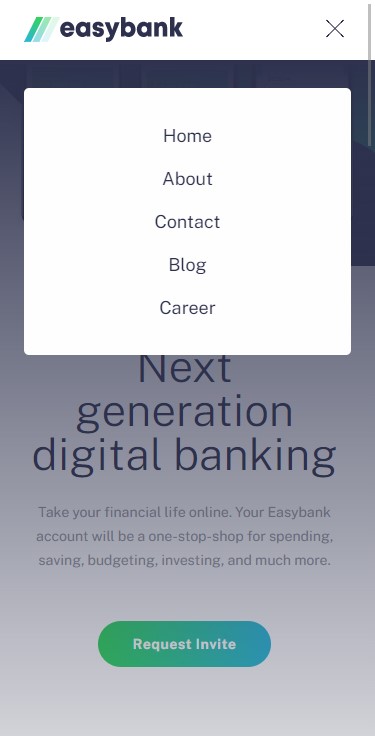 easybank
Home
About
Contact
Blog
Career
Next
generation
digital banking
Take your financial life online. Your Easybank
account will be a one-stop-shop for spending,
saving, budgeting, investing, and much more.
Request Invite